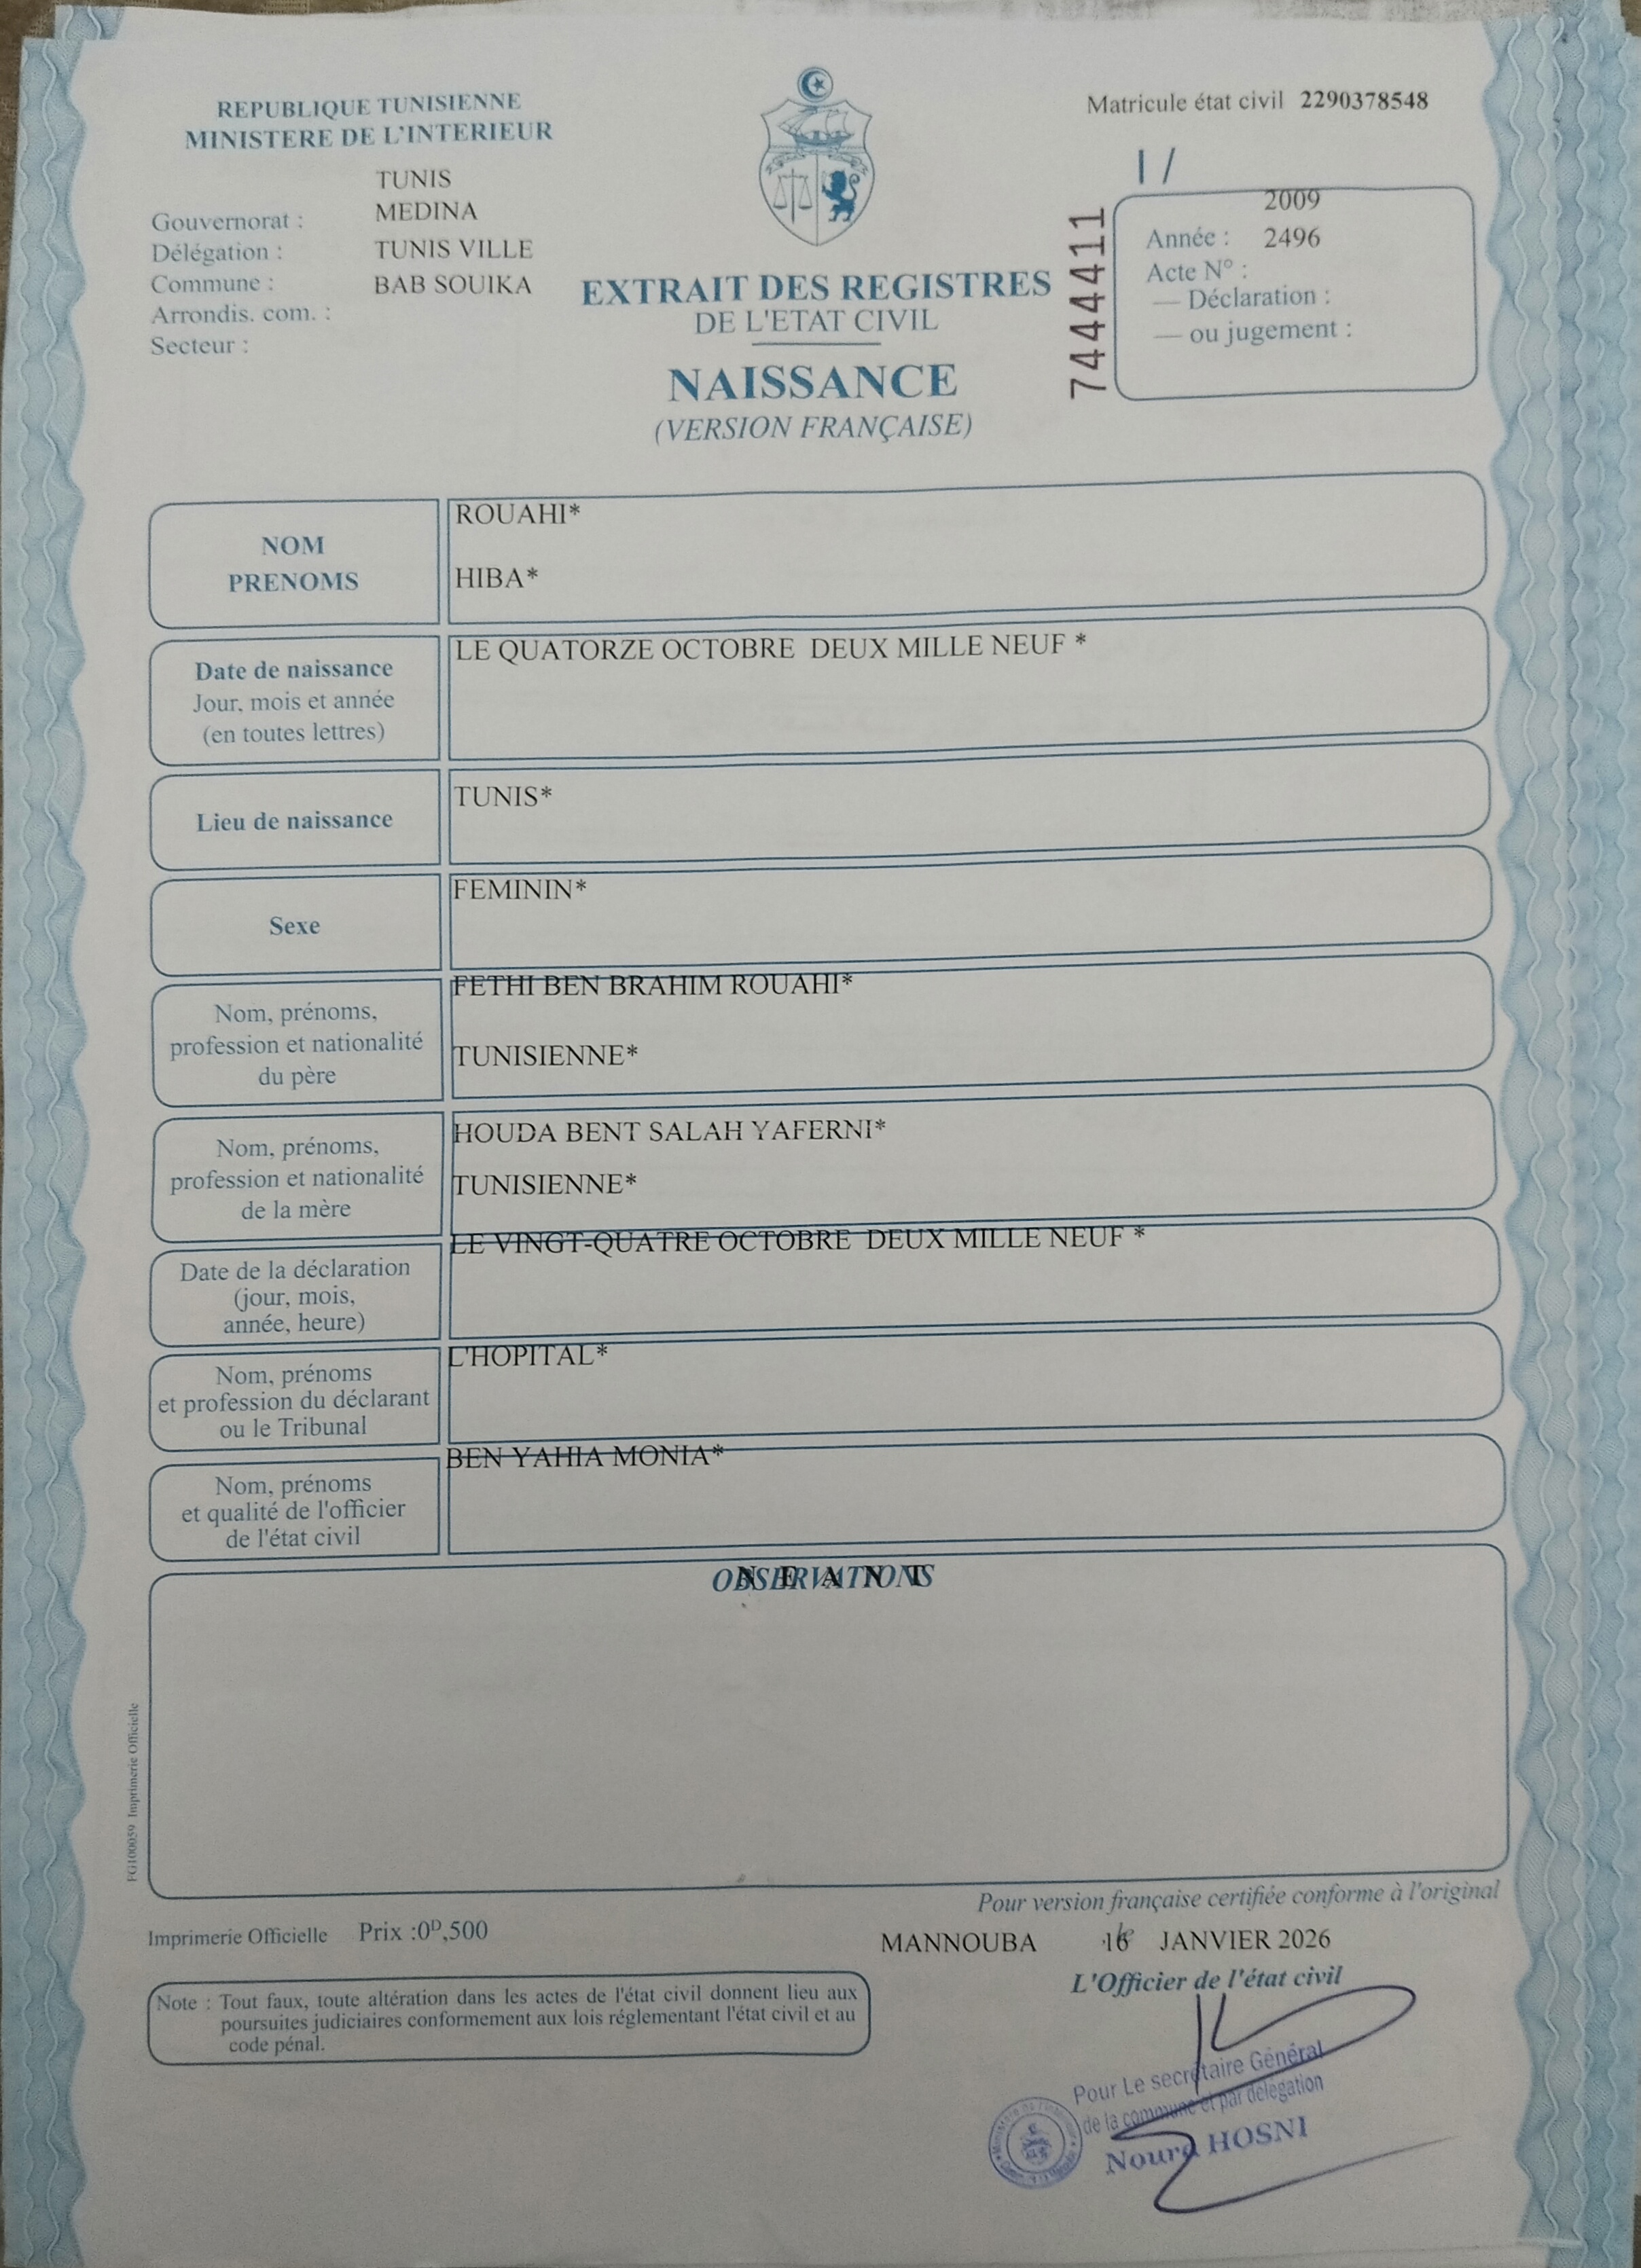 REPUBLIQUE TUNISIENNE
MINISTERE DE L'INTERIEUR
TUNIS
Gouvernorat :
MEDINA
Délégation :
TUNIS VILLE
Commune :
BAB SOUIKA
Arrondis. com. :
Secteur :
Matricule état civil 2290378548
1 /
2009
Année : 2496
Acte N° :
— Déclaration :
— ou jugement :
7444411
EXTRAIT DES REGISTRES
DE L'ETAT CIVIL
NAISSANCE
(VERSION FRANÇAISE)
NOM
PRENOMS
ROUAHI*
HIBA*
Date de naissance
Jour, mois et année
(en toutes lettres)
LE QUATORZE OCTOBRE DEUX MILLE NEUF *
Lieu de naissance
TUNIS*
Sexe
FEMININ*
Nom, prénoms,
profession et nationalité
du père
FETHI BEN BRAHIM ROUAHI*
TUNISIENNE*
Nom, prénoms,
profession et nationalité
de la mère
HOUDA BENT SALAH YAFERNI*
TUNISIENNE*
Date de la déclaration
(jour, mois,
année, heure)
LE VINGT-QUATRE OCTOBRE DEUX MILLE NEUF *
Nom, prénoms
et profession du déclarant
ou le Tribunal
L'HOPITAL*
Nom, prénoms
et qualité de l'officier
de l'état civil
BEN YAHIA MONIA*
OBSERVATIONS
N E A N T
FG100059 Imprimerie Officielle
Pour version française certifiée conforme à l'original
Imprimerie Officielle Prix :0D,500
MANNOUBA le 16 JANVIER 2026
L'Officier de l'état civil
Note : Tout faux, toute altération dans les actes de l'état civil donnent lieu aux
poursuites judiciaires conformement aux lois réglementant l'état civil et au
code pénal.
Pour Le secrétaire Général
de la commune et par délegation
Noura HOSNI